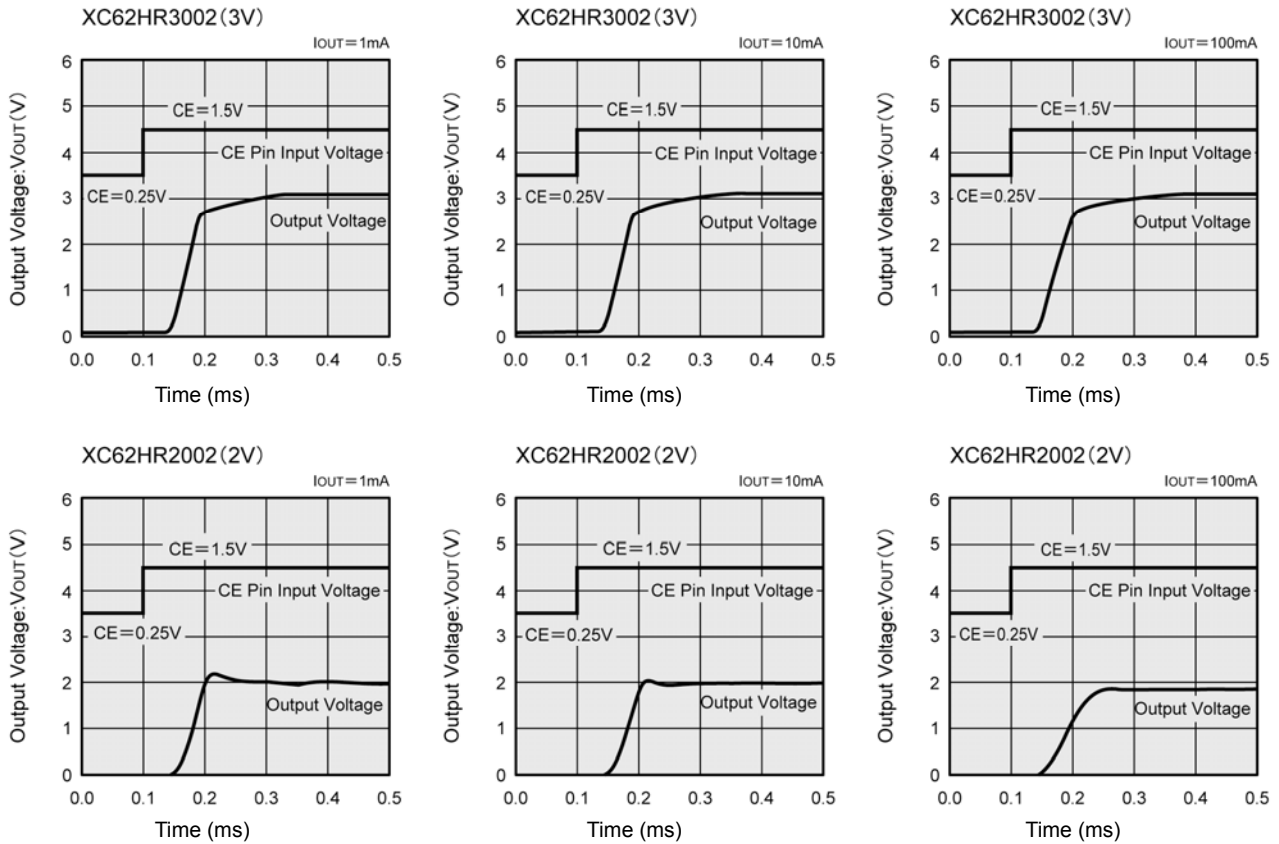 XC62HR3002(3V)
IOUT=1mA
Output Voltage:VOUT(V)
6
5
4
3
2
1
0
CE=1.5V
CE Pin Input Voltage
CE=0.25V
Output Voltage
0.0 0.1 0.2 0.3 0.4 0.5
Time (ms)
XC62HR3002(3V)
IOUT=10mA
Output Voltage:VOUT(V)
6
5
4
3
2
1
0
CE=1.5V
CE Pin Input Voltage
CE=0.25V
Output Voltage
0.0 0.1 0.2 0.3 0.4 0.5
Time (ms)
XC62HR3002(3V)
IOUT=100mA
Output Voltage:VOUT(V)
6
5
4
3
2
1
0
CE=1.5V
CE Pin Input Voltage
CE=0.25V
Output Voltage
0.0 0.1 0.2 0.3 0.4 0.5
Time (ms)
XC62HR2002(2V)
IOUT=1mA
Output Voltage:VOUT(V)
6
5
4
3
2
1
0
CE=1.5V
CE Pin Input Voltage
CE=0.25V
Output Voltage
0.0 0.1 0.2 0.3 0.4 0.5
Time (ms)
XC62HR2002(2V)
IOUT=10mA
Output Voltage:VOUT(V)
6
5
4
3
2
1
0
CE=1.5V
CE Pin Input Voltage
CE=0.25V
Output Voltage
0.0 0.1 0.2 0.3 0.4 0.5
Time (ms)
XC62HR2002(2V)
IOUT=100mA
Output Voltage:VOUT(V)
6
5
4
3
2
1
0
CE=1.5V
CE Pin Input Voltage
CE=0.25V
Output Voltage
0.0 0.1 0.2 0.3 0.4 0.5
Time (ms)